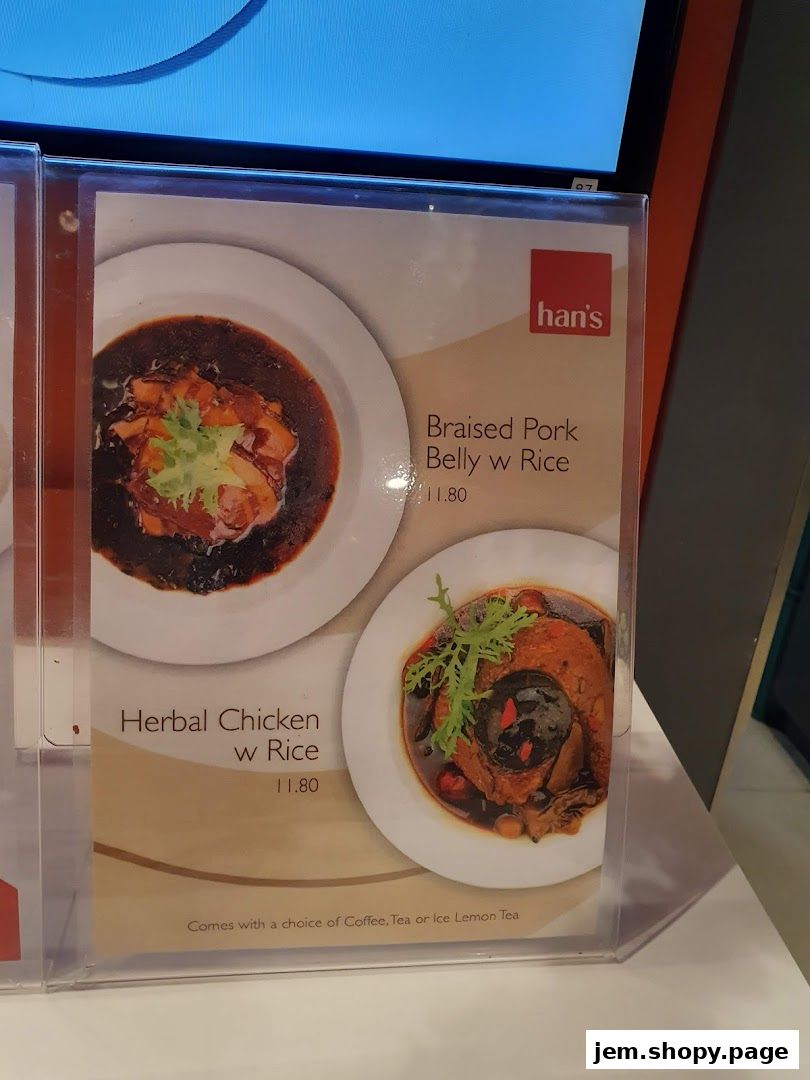 han's
Braised Pork
Belly w Rice
11.80
Herbal Chicken
w Rice
11.80
Comes with a choice of Coffee, Tea or Ice Lemon Tea
jem.shopy.page